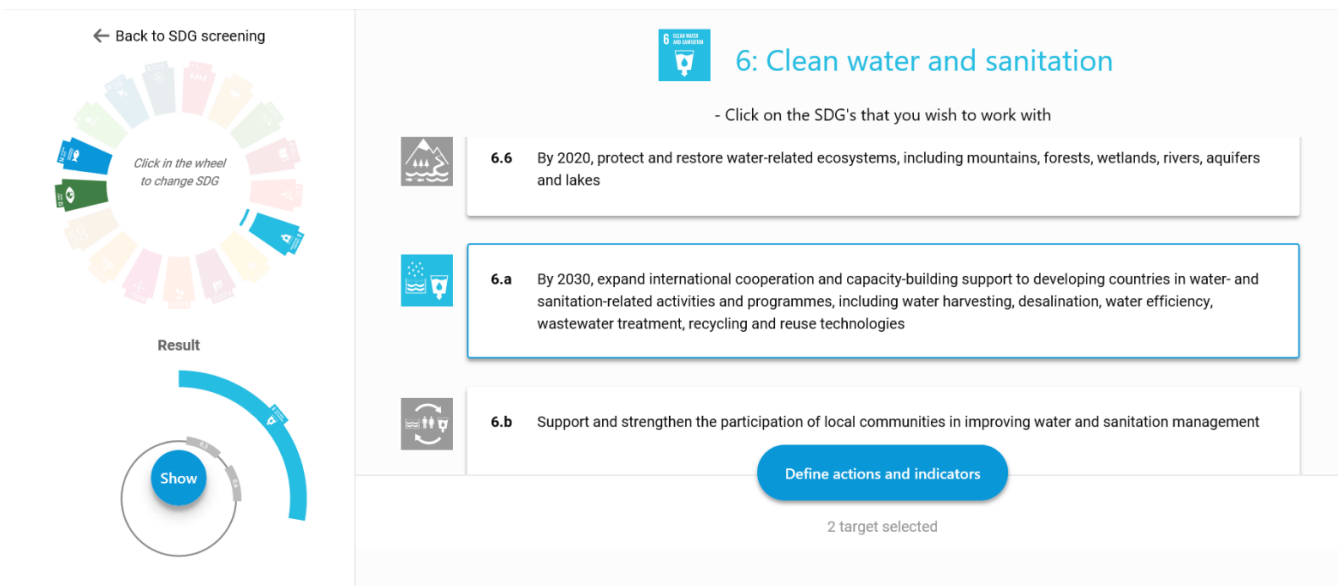 ← Back to SDG screening
Click in the wheel
to change SDG
Result
Show
6 CLEAN WATER
AND SANITATION
6: Clean water and sanitation
- Click on the SDG's that you wish to work with
6.6 By 2020, protect and restore water-related ecosystems, including mountains, forests, wetlands, rivers, aquifers
and lakes
6.a By 2030, expand international cooperation and capacity-building support to developing countries in water- and
sanitation-related activities and programmes, including water harvesting, desalination, water efficiency,
wastewater treatment, recycling and reuse technologies
6.b Support and strengthen the participation of local communities in improving water and sanitation management
Define actions and indicators
2 target selected